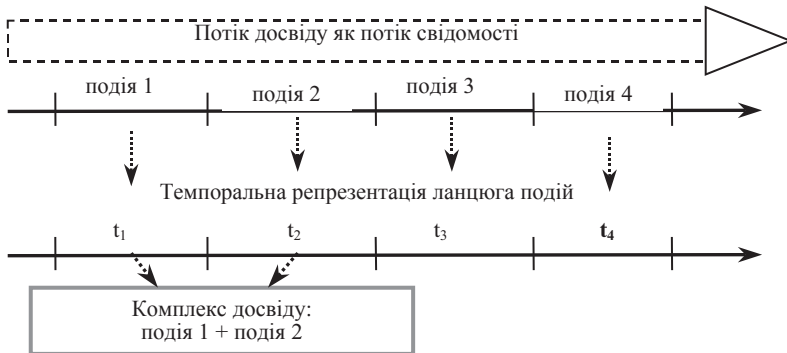 Потік досвіду як потік свідомості
подія 1 подія 2 подія 3 подія 4
Темпоральна репрезентація ланцюга подій
t₁ t₂ t₃ t₄
Комплекс досвіду:
подія 1 + подія 2